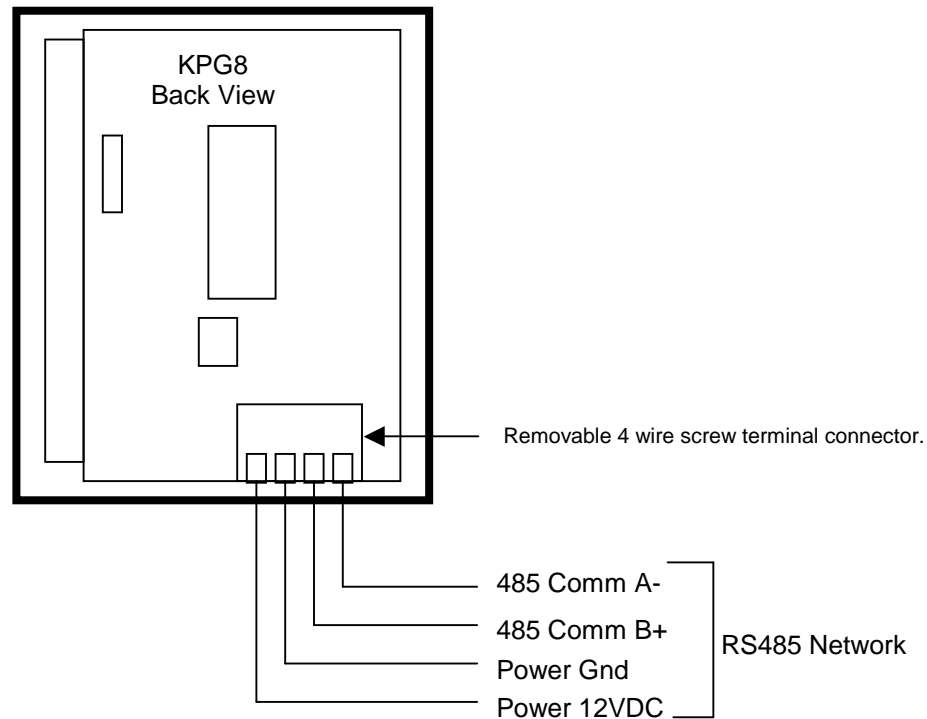 KPG8
Back View
Removable 4 wire screw terminal connector.
485 Comm A-
485 Comm B+
Power Gnd
Power 12VDC
RS485 Network